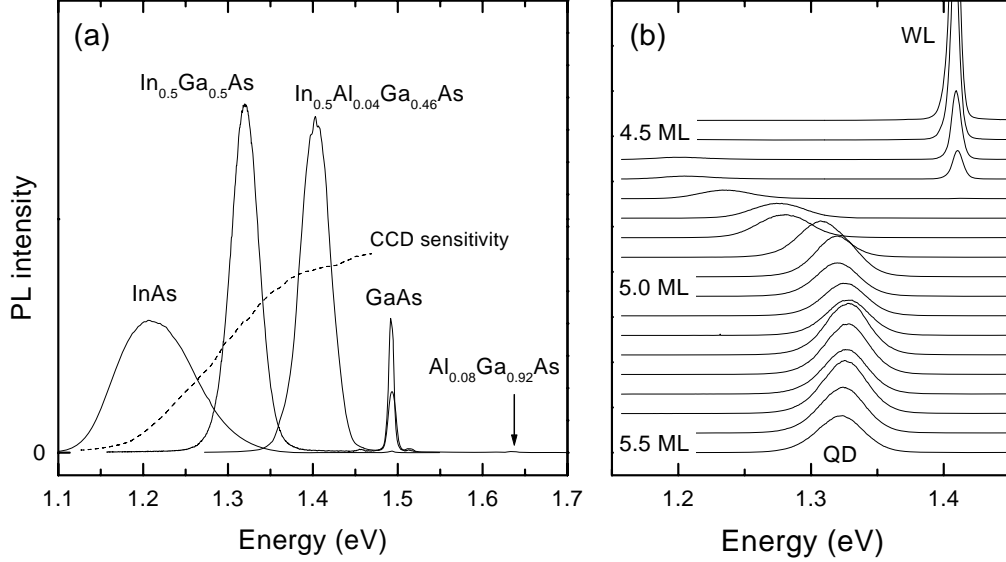 (a)
In₀.₅Ga₀.₅As
In₀.₅Al₀.₀₄Ga₀.₄₆As
CCD sensitivity
InAs
GaAs
Al₀.₀₈Ga₀.₉₂As
PL intensity
0
1.1 1.2 1.3 1.4 1.5 1.6 1.7
Energy (eV)
(b)
WL
4.5 ML
5.0 ML
5.5 ML
QD
1.2 1.3 1.4
Energy (eV)